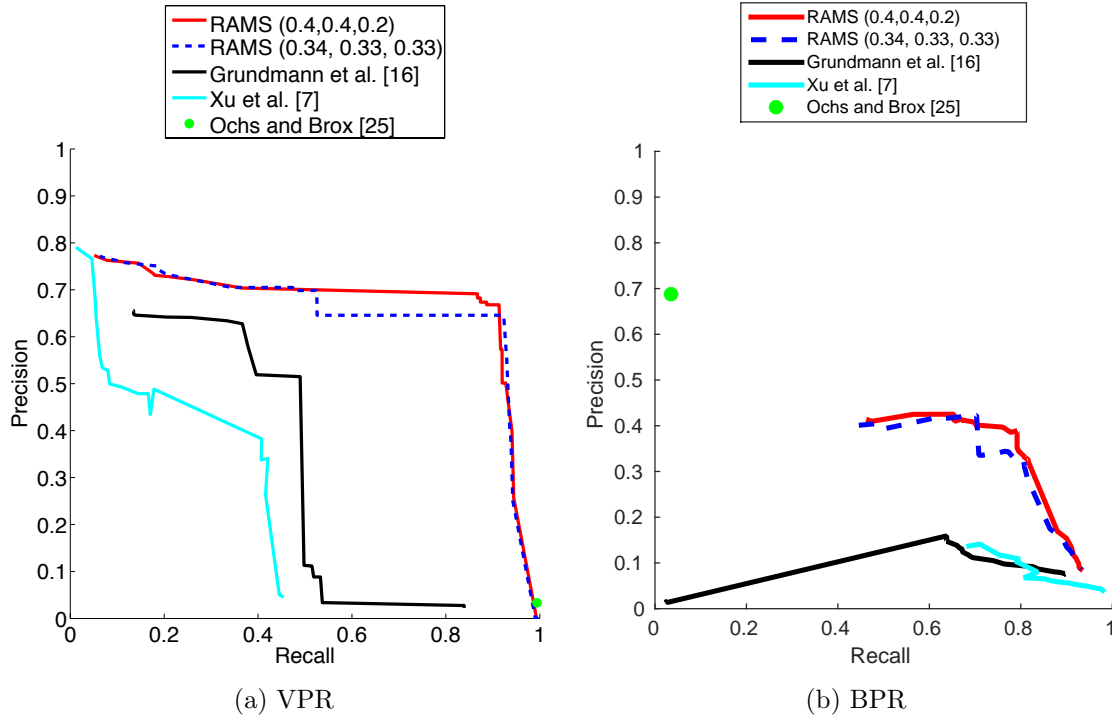 RAMS (0.4,0.4,0.2)
RAMS (0.34, 0.33, 0.33)
Grundmann et al. [16]
Xu et al. [7]
Ochs and Brox [25]
1
0.9
0.8
0.7
0.6
0.5
0.4
0.3
0.2
0.1
0
Precision
0 0.2 0.4 0.6 0.8 1
Recall
(a) VPR
RAMS (0.4,0.4,0.2)
RAMS (0.34, 0.33, 0.33)
Grundmann et al. [16]
Xu et al. [7]
Ochs and Brox [25]
1
0.9
0.8
0.7
0.6
0.5
0.4
0.3
0.2
0.1
0
Precision
0 0.2 0.4 0.6 0.8 1
Recall
(b) BPR